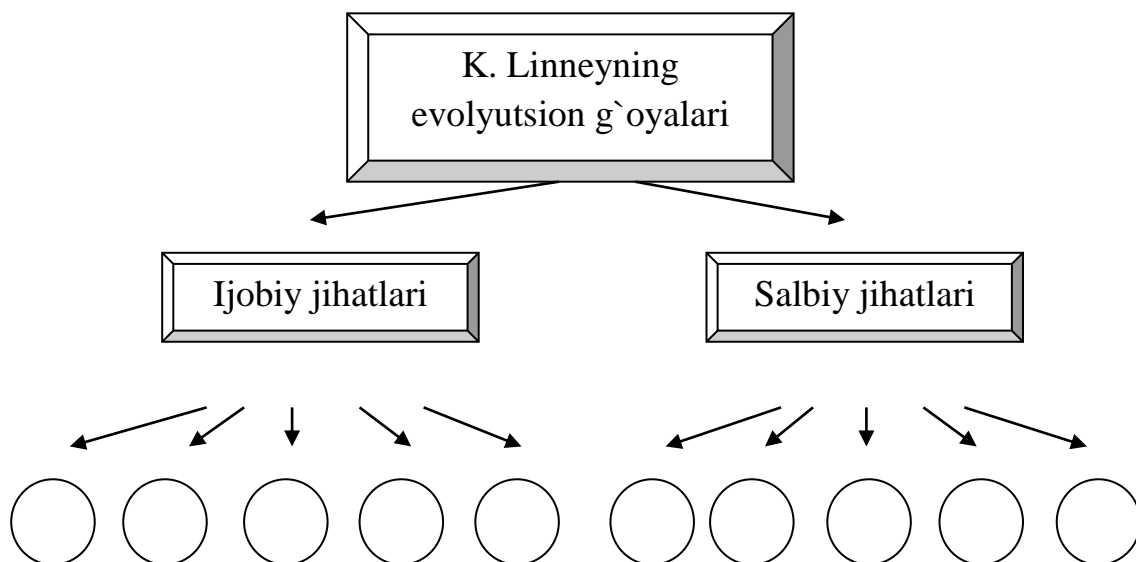 K. Linneyning
evolyutsion g`oyalari
Ijobiy jihatlari
Salbiy jihatlari